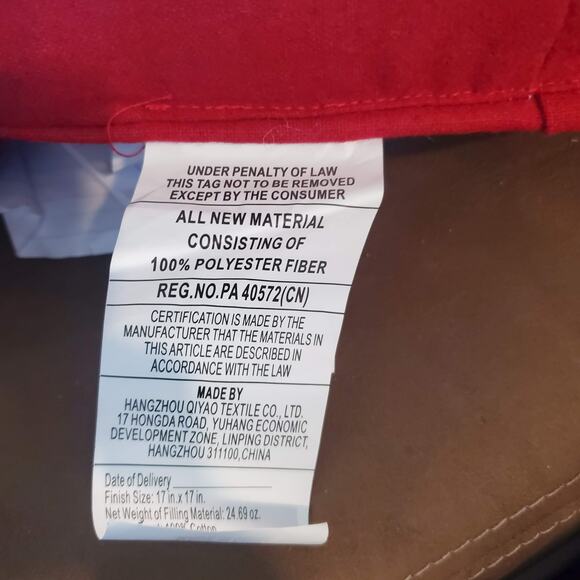 UNDER PENALTY OF LAW
THIS TAG NOT TO BE REMOVED
EXCEPT BY THE CONSUMER
ALL NEW MATERIAL
CONSISTING OF
100% POLYESTER FIBER
REG.NO.PA 40572(CN)
CERTIFICATION IS MADE BY THE
MANUFACTURER THAT THE MATERIALS IN
THIS ARTICLE ARE DESCRIBED IN
ACCORDANCE WITH THE LAW
MADE BY
HANGZHOU QIYAO TEXTILE CO., LTD.
17 HONGDA ROAD, YUHANG ECONOMIC
DEVELOPMENT ZONE, LINPING DISTRICT,
HANGZHOU 311100,CHINA
Date of Delivery
Finish Size: 17 in.x 17 in.
Net Weight of Filling Material: 24.69 oz.
100% Cotton